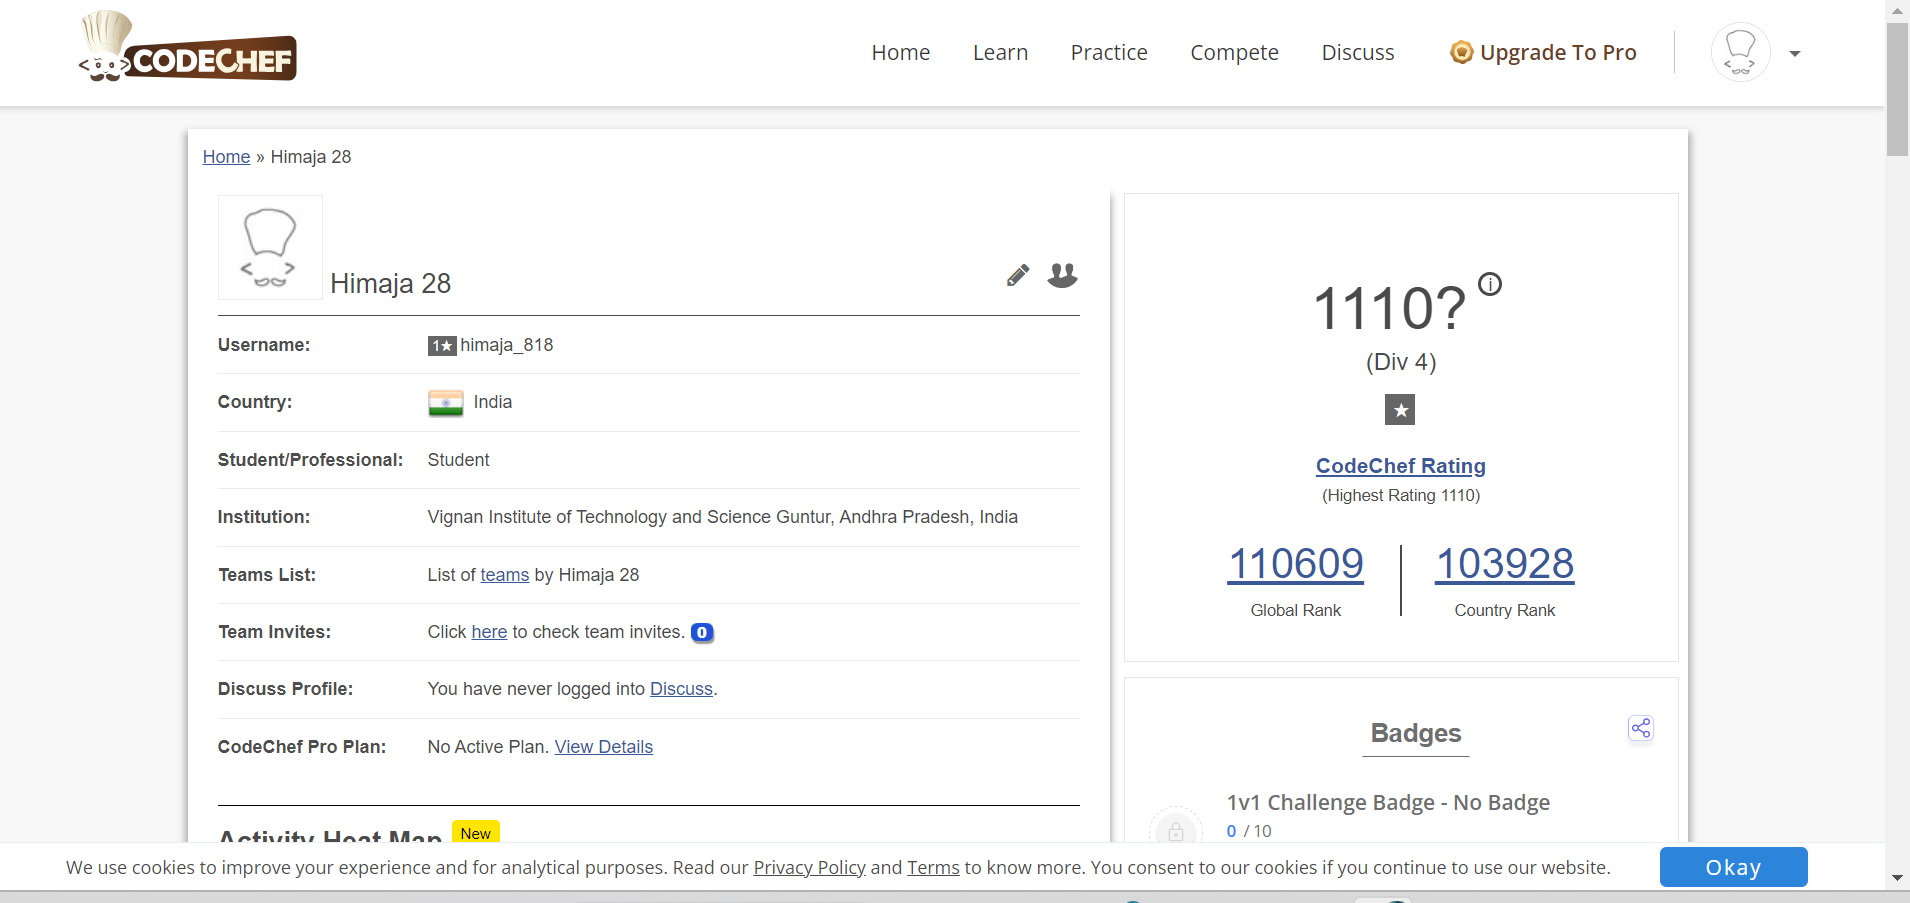 CODECHEF
Home Learn Practice Compete Discuss Upgrade To Pro
Home » Himaja 28
Himaja 28
Username: 1★ himaja_818
Country: India
Student/Professional: Student
Institution: Vignan Institute of Technology and Science Guntur, Andhra Pradesh, India
Teams List: List of teams by Himaja 28
Team Invites: Click here to check team invites. 0
Discuss Profile: You have never logged into Discuss.
CodeChef Pro Plan: No Active Plan. View Details
Activity Heat Map New
1110? i
(Div 4)
★
CodeChef Rating
(Highest Rating 1110)
110609 103928
Global Rank Country Rank
Badges
1v1 Challenge Badge - No Badge
0 / 10
We use cookies to improve your experience and for analytical purposes. Read our Privacy Policy and Terms to know more. You consent to our cookies if you continue to use our website. Okay